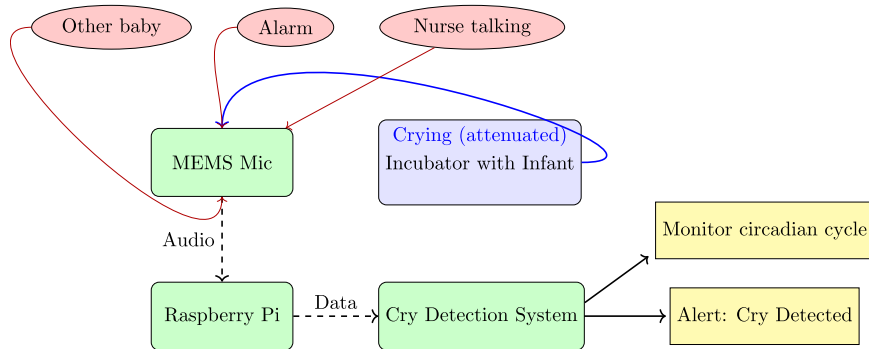 Other baby
Alarm
Nurse talking
Crying (attenuated)
MEMS Mic
Incubator with Infant
Monitor circadian cycle
Audio
Data
Raspberry Pi
Cry Detection System
Alert: Cry Detected